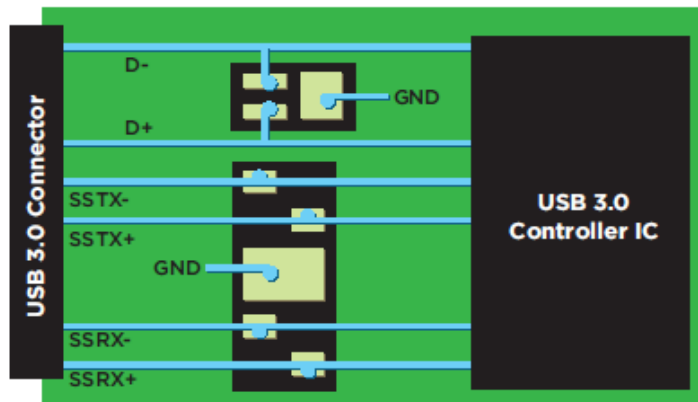 USB 3.0 Connector
D-
GND
D+
SSTX-
SSTX+
GND
SSRX-
SSRX+
USB 3.0
Controller IC